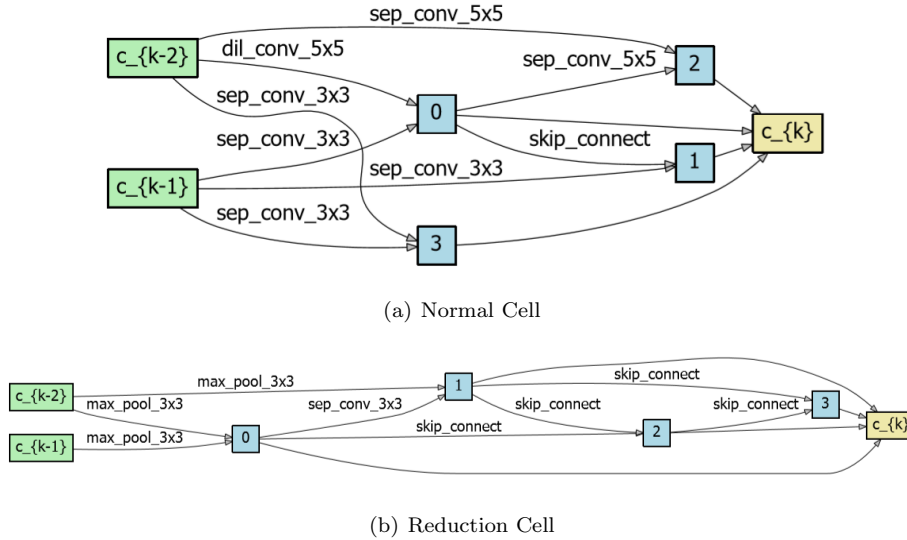 sep_conv_5x5
c_{k-2}
dil_conv_5x5
sep_conv_5x5
2
sep_conv_3x3
0
c_{k}
sep_conv_3x3
skip_connect
1
c_{k-1}
sep_conv_3x3
sep_conv_3x3
3
(a) Normal Cell
c_{k-2}
max_pool_3x3
1
skip_connect
max_pool_3x3
sep_conv_3x3
skip_connect
skip_connect
3
c_{k-1}
max_pool_3x3
0
skip_connect
2
c_{k}
(b) Reduction Cell